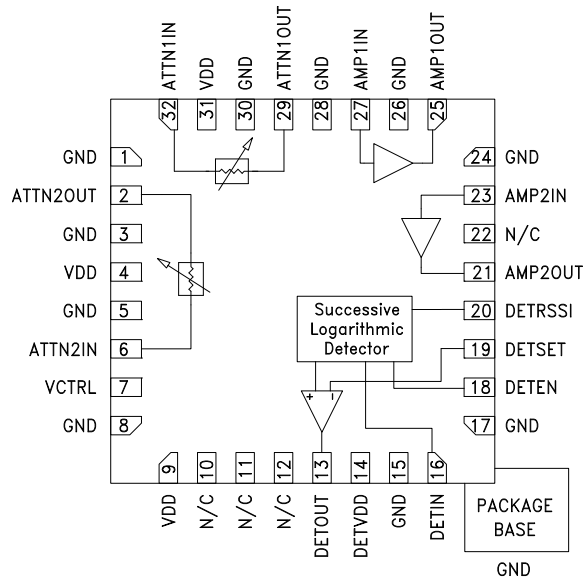 ATTN1IN
VDD
GND
ATTN1OUT
GND
AMP1IN
GND
AMP1OUT
32
31
30
29
28
27
26
25
GND 1
ATTN2OUT 2
GND 3
VDD 4
GND 5
ATTN2IN 6
VCTRL 7
GND 8
24 GND
23 AMP2IN
22 N/C
21 AMP2OUT
20 DETRSSI
19 DETSET
18 DETEN
17 GND
Successive
Logarithmic
Detector
+ –
9
10
11
12
13
14
15
16
VDD
N/C
N/C
N/C
DETOUT
DETVDD
GND
DETIN
PACKAGE
BASE
GND